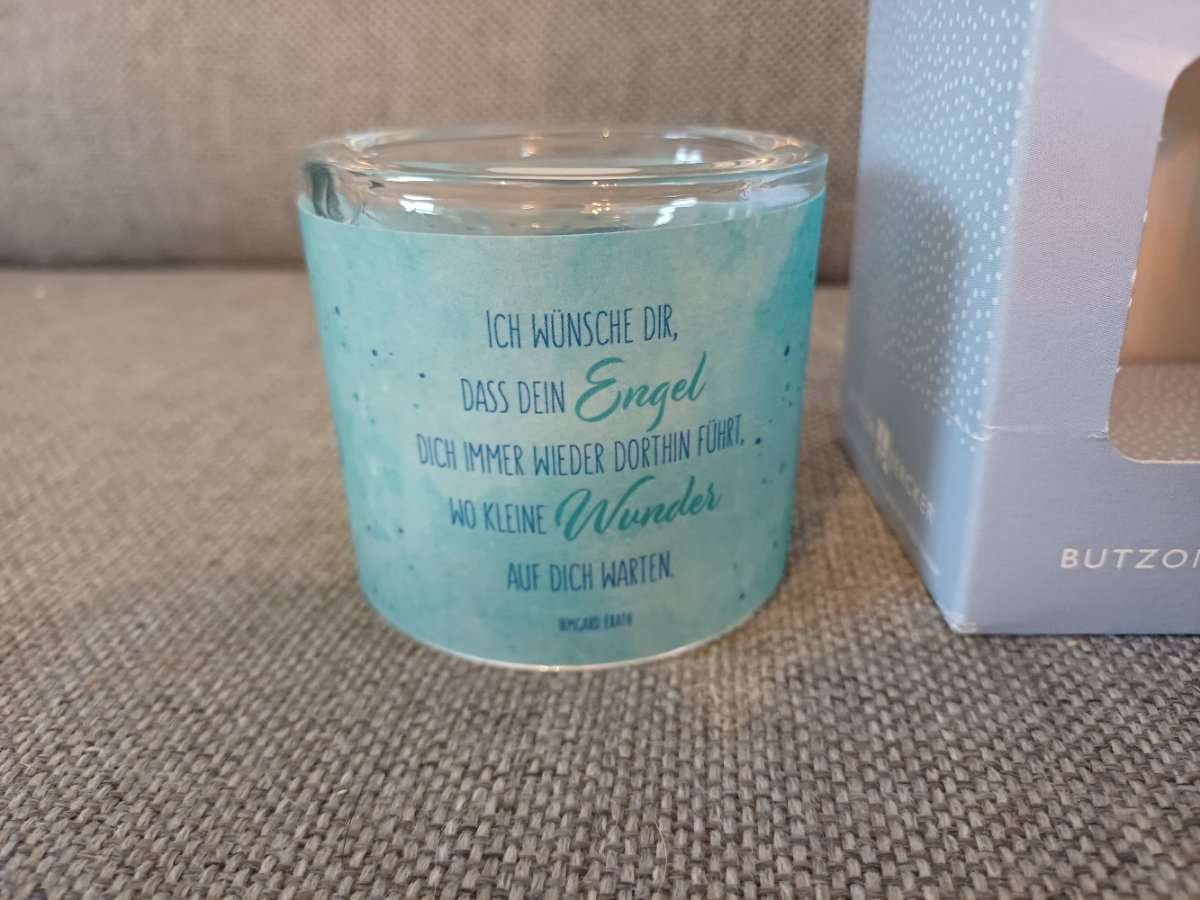 ICH WÜNSCHE DIR,
DASS DEIN Engel
DICH IMMER WIEDER DORTHIN FÜHRT,
WO KLEINE Wunder
AUF DICH WARTEN.
IRMGARD ERATH
BUTZON